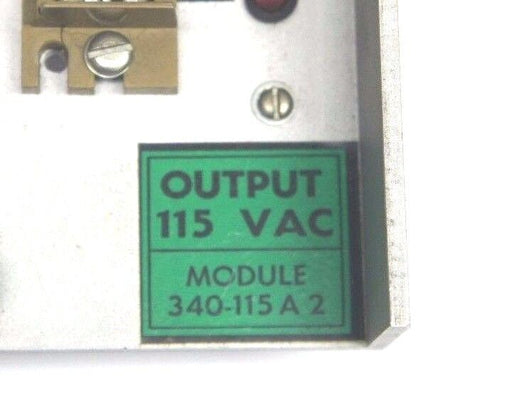 OUTPUT
115 VAC
MODULE
340-115 A 2